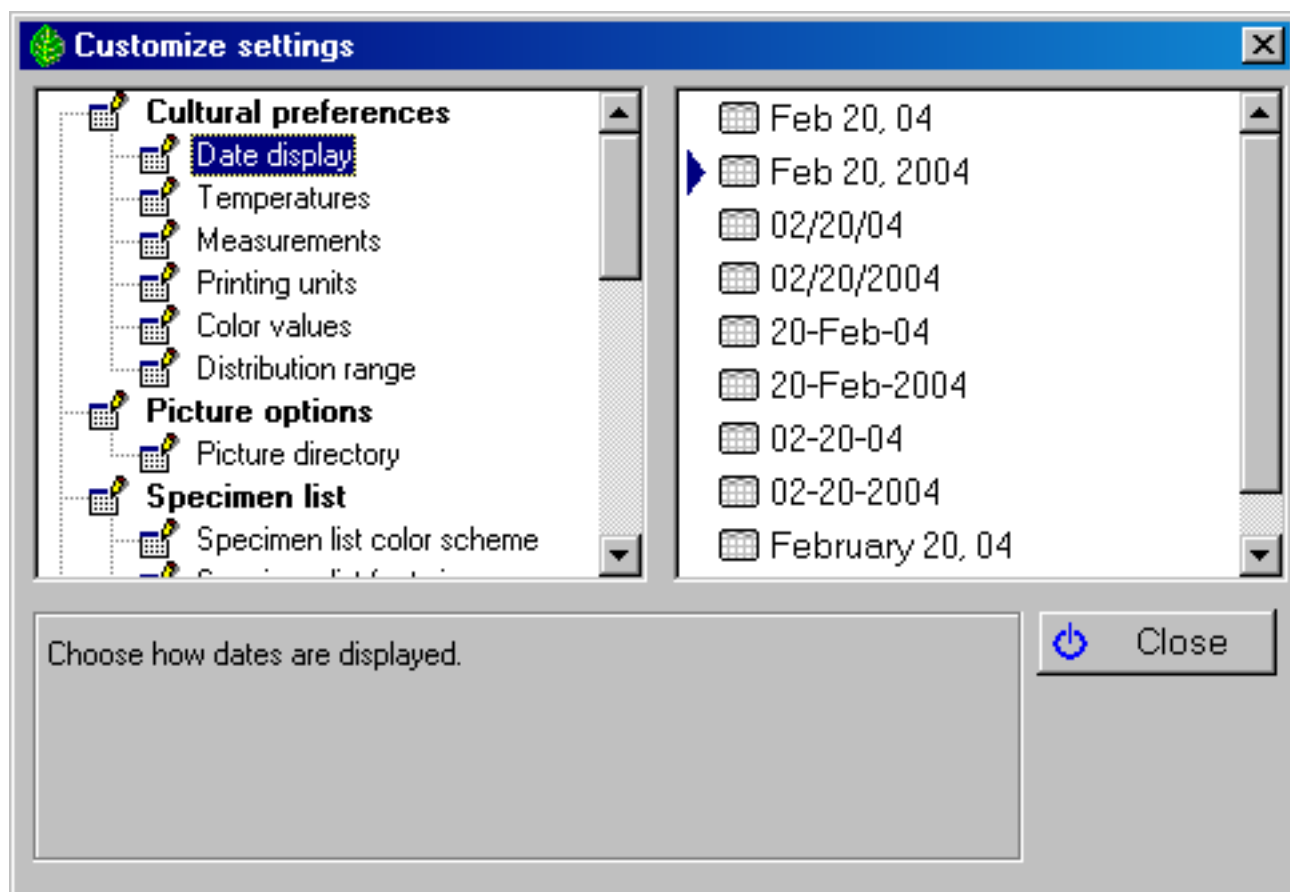 Customize settings
Cultural preferences
Date display
Temperatures
Measurements
Printing units
Color values
Distribution range
Picture options
Picture directory
Specimen list
Specimen list color scheme
Feb 20, 04
Feb 20, 2004
02/20/04
02/20/2004
20-Feb-04
20-Feb-2004
02-20-04
02-20-2004
February 20, 04
Choose how dates are displayed.
Close